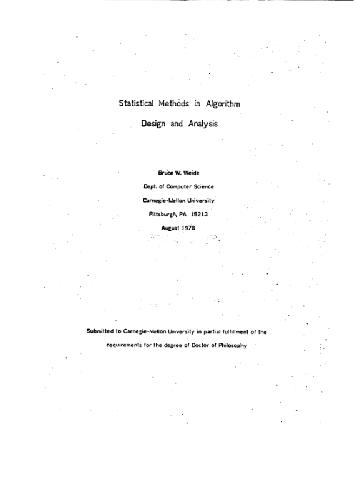 Statistical Methods in Algorithm
Design and Analysis
Bruce W. Weide
Dept. of Computer Science
Carnegie-Mellon University
Pittsburgh, PA 15213
August 1978
Submitted to Carnegie-Mellon University in partial fulfillment of the
requirements for the degree of Doctor of Philosophy